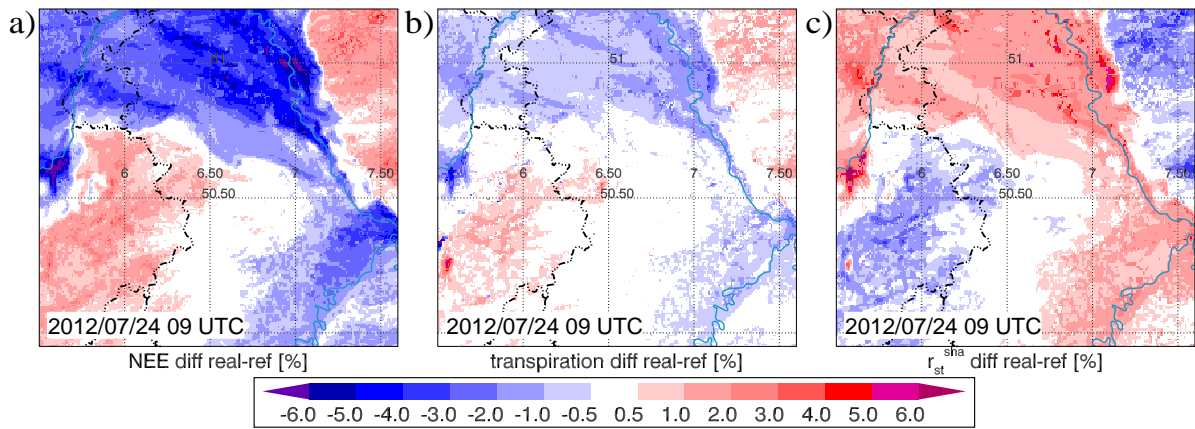 a) b) c)
51 51 51
6 6.50 7 7.50 6 6.50 7 7.50 6 6.50 7 7.50
50.50 50.50 50.50
2012/07/24 09 UTC 2012/07/24 09 UTC 2012/07/24 09 UTC
NEE diff real-ref [%] transpiration diff real-ref [%] r_st^sha diff real-ref [%]
-6.0 -5.0 -4.0 -3.0 -2.0 -1.0 -0.5 0.5 1.0 2.0 3.0 4.0 5.0 6.0